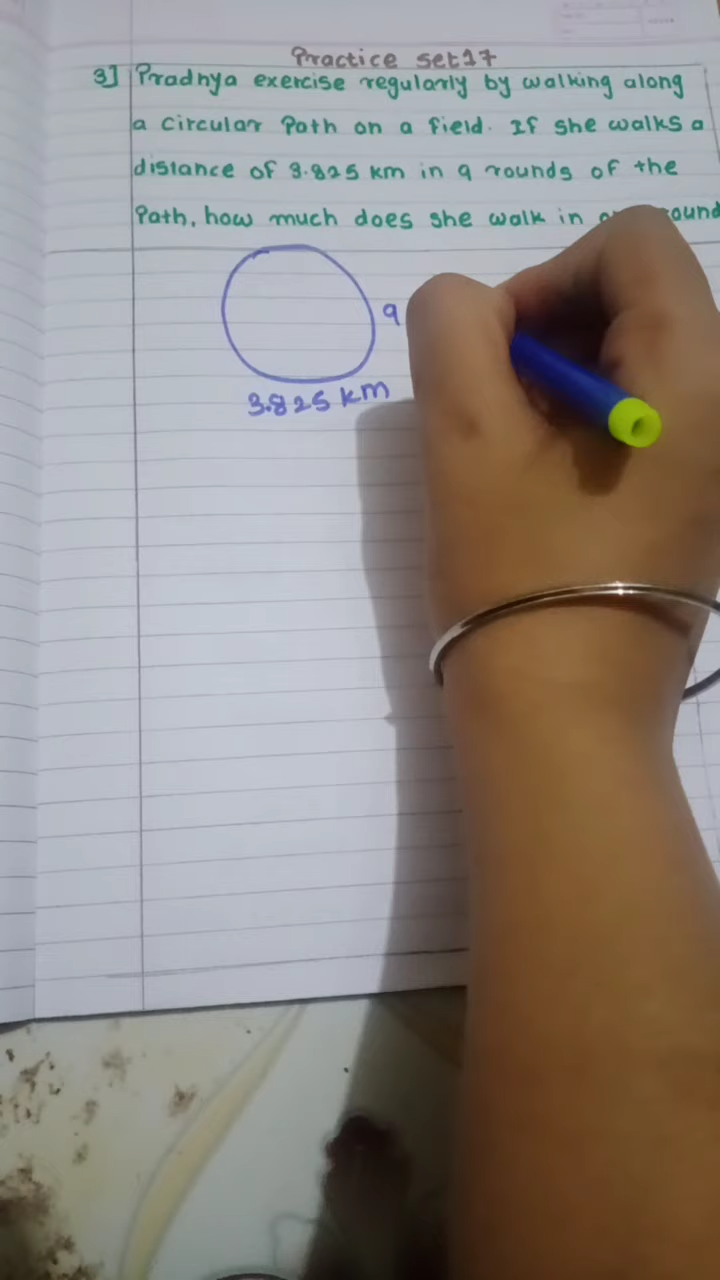 Practice set 17
3] Pradnya exercise regularly by walking along
a circular Path on a field. If she walks a
distance of 3.825 km in 9 rounds of the
Path, how much does she walk in
9
3.825 km